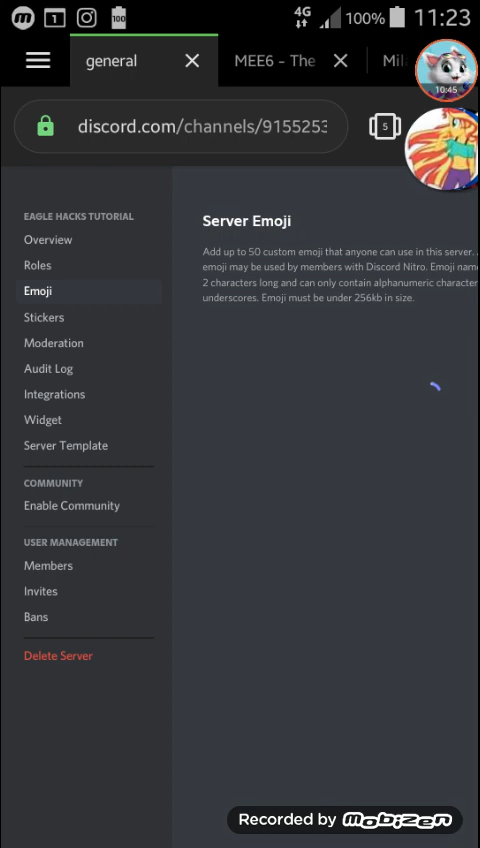 1
100
4G
100%
11:23
general
MEE6 - The
Mil
10:45
discord.com/channels/9155253
5
EAGLE HACKS TUTORIAL
Overview
Roles
Emoji
Stickers
Moderation
Audit Log
Integrations
Widget
Server Template
COMMUNITY
Enable Community
USER MANAGEMENT
Members
Invites
Bans
Delete Server
Server Emoji
Add up to 50 custom emoji that anyone can use in this server.
emoji may be used by members with Discord Nitro. Emoji nam
2 characters long and can only contain alphanumeric character
underscores. Emoji must be under 256kb in size.
Recorded by Mobizen